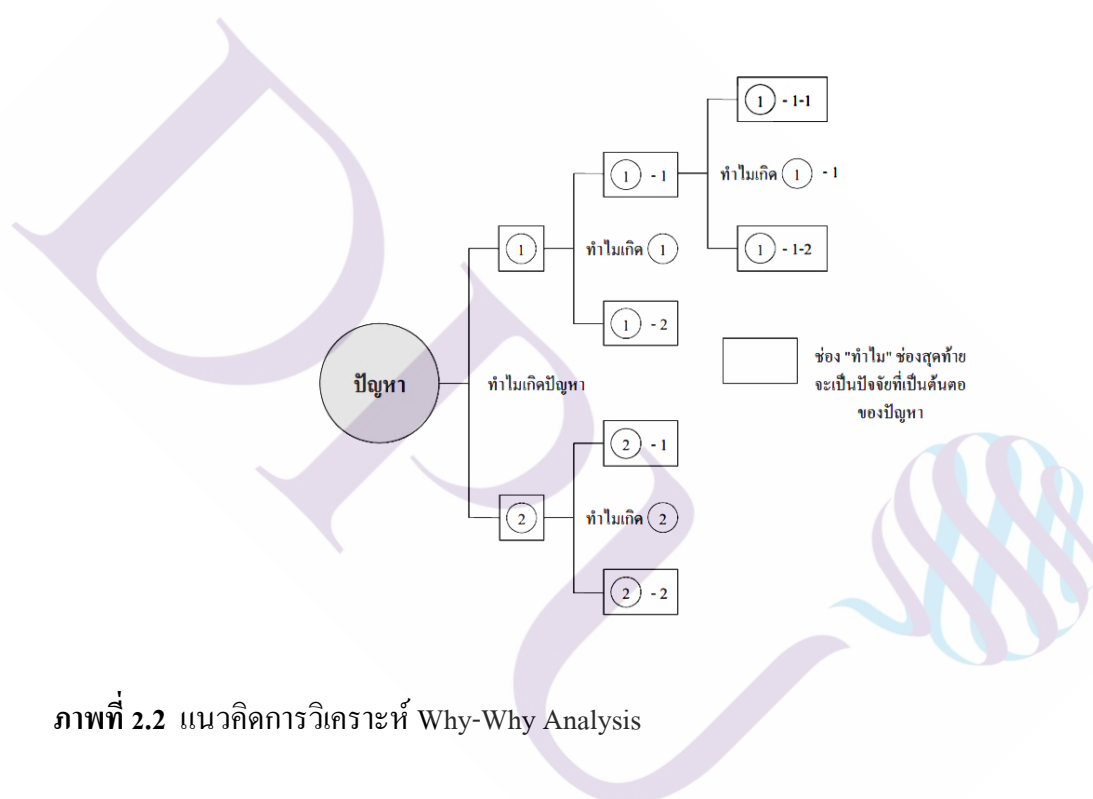 ① - 1-1
① - 1
ทำไมเกิด ① - 1
①
ทำไมเกิด ①
① - 1-2
① - 2
ช่อง "ทำไม" ช่องสุดท้าย
จะเป็นปัจจัยที่เป็นต้นตอ
ของปัญหา
ปัญหา
ทำไมเกิดปัญหา
② - 1
②
ทำไมเกิด ②
② - 2
ภาพที่ 2.2 แนวคิดการวิเคราะห์ Why-Why Analysis
DPU